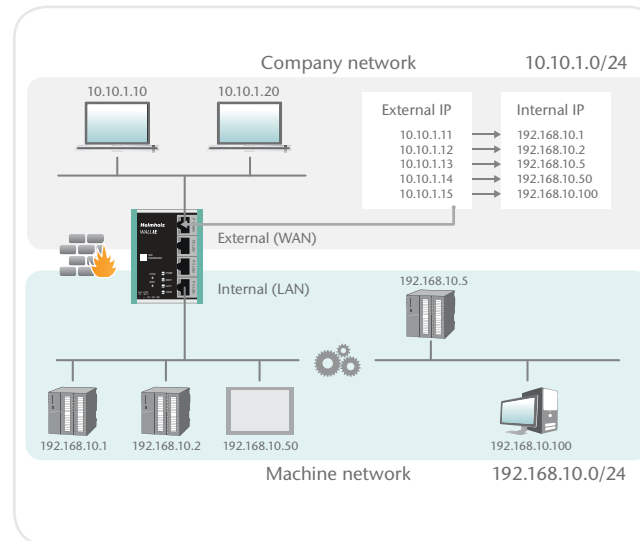 Company network 10.10.1.0/24
10.10.1.10 10.10.1.20
External IP Internal IP
10.10.1.11 192.168.10.1
10.10.1.12 192.168.10.2
10.10.1.13 192.168.10.5
10.10.1.14 192.168.10.50
10.10.1.15 192.168.10.100
Helmholz
WALL IE
External (WAN)
Internal (LAN)
192.168.10.5
192.168.10.1 192.168.10.2 192.168.10.50 192.168.10.100
Machine network 192.168.10.0/24